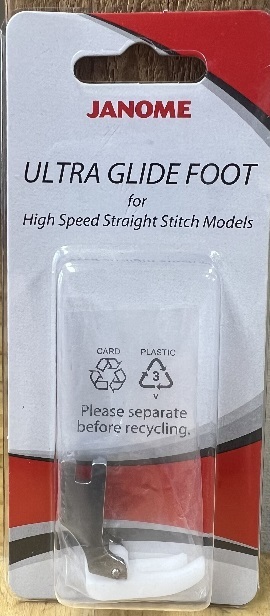 JANOME
ULTRA GLIDE FOOT
for
High Speed Straight Stitch Models
CARD PLASTIC
3
V
Please separate
before recycling.